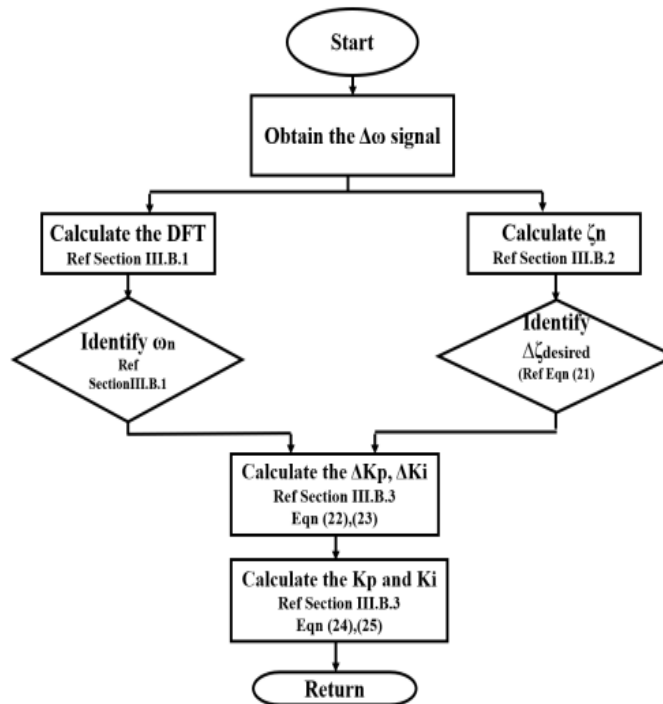 Start
Obtain the Δω signal
Calculate the DFT
Ref Section III.B.1
Calculate ζn
Ref Section III.B.2
Identify ωn
Ref
SectionIII.B.1
Identify
Δζdesired
(Ref Eqn (21)
Calculate the ΔKp, ΔKi
Ref Section III.B.3
Eqn (22),(23)
Calculate the Kp and Ki
Ref Section III.B.3
Eqn (24),(25)
Return